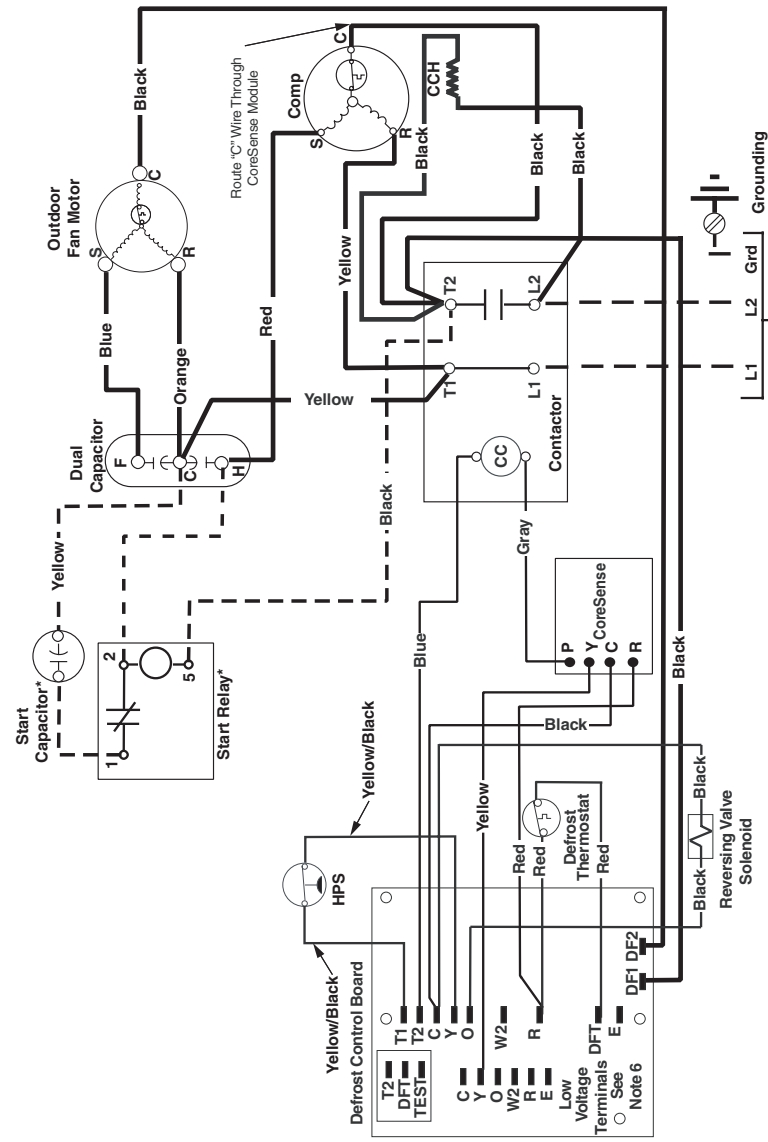 Outdoor
Fan Motor
S
R
C
Black
Blue
Orange
Dual
Capacitor
F
C
H
Red
Comp
S
R
C
Route "C" Wire Through
CoreSense Module
CCH
Black
Black
Black
Yellow
Yellow
Contactor
T1
T2
L1
L2
CC
L1
L2
Grd
Grounding
Start
Capacitor*
Yellow
Start Relay*
1
2
5
Black
Blue
Gray
CoreSense
P
Y
C
R
Black
Yellow
Red
Red
Red
Defrost
Thermostat
Yellow/Black
Yellow/Black
HPS
Defrost Control Board
T2
DFT
TEST
T1
T2
C
Y
O
W2
R
DFT
E
C
Y
O
W2
R
E
Low
Voltage
Terminals
See
Note 6
DF1
DF2
Black
Black
Black
Reversing Valve
Solenoid